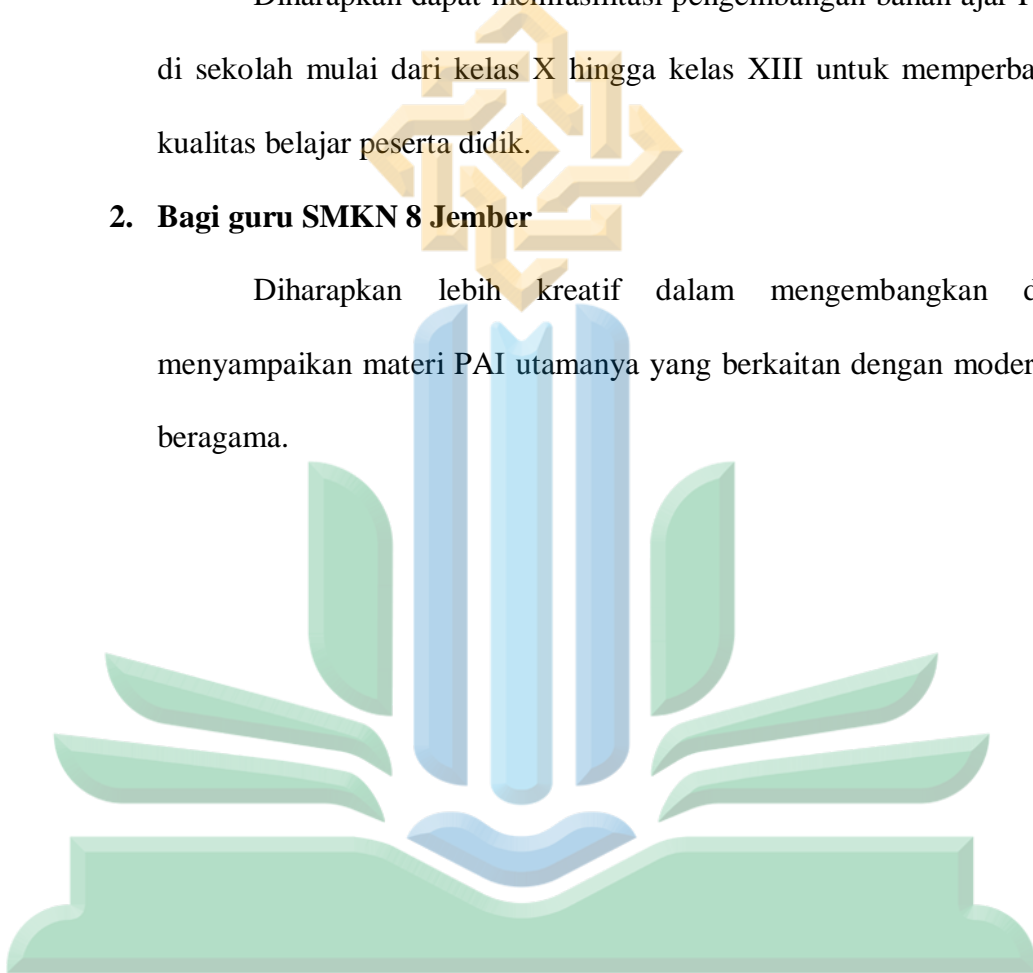 Diharapkan dapat memfasilitasi pengembangan bahan ajar
di sekolah mulai dari kelas X hingga kelas XIII untuk
kualitas belajar peserta didik.
2. Bagi guru SMKN 8 Jember
Diharapkan lebih kreatif dalam mengembangkan
menyampaikan materi PAI utamanya yang berkaitan dengan
beragama.